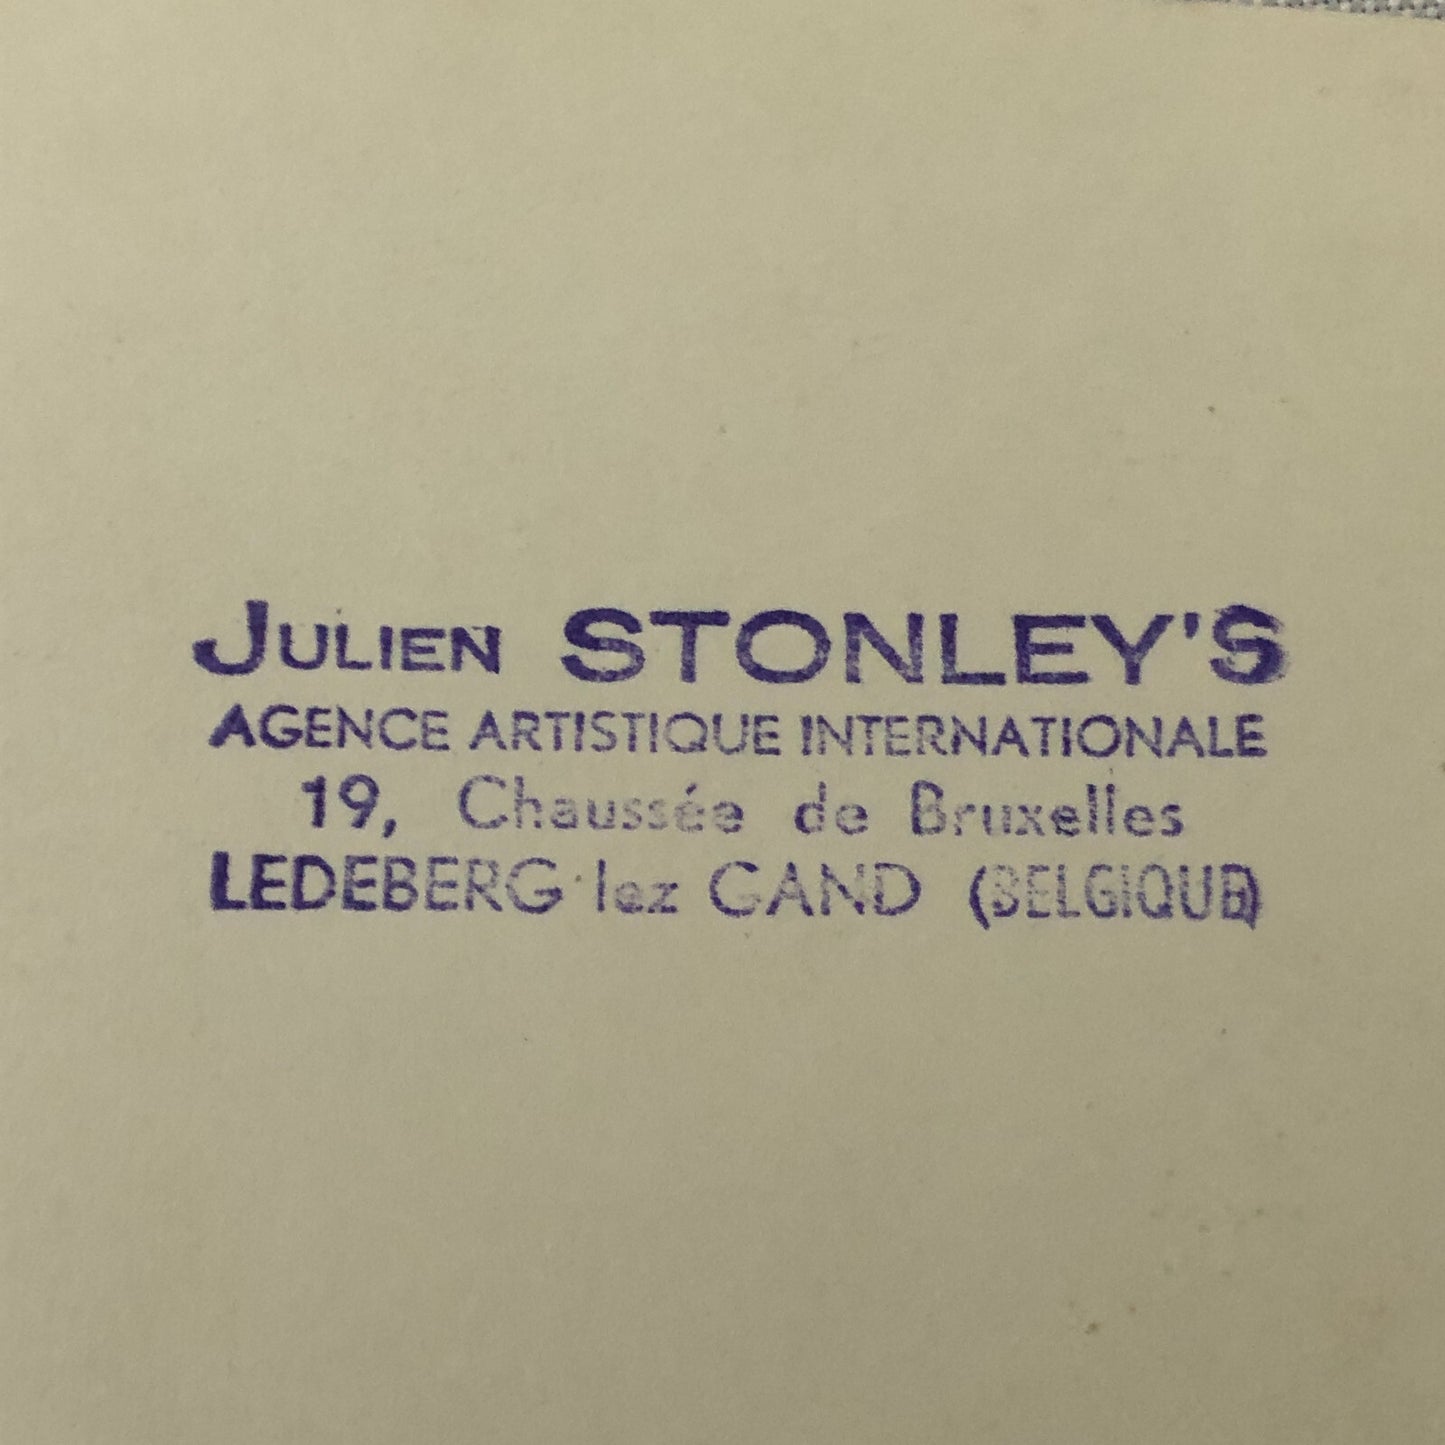 JULIEN STONLEY'S
AGENCE ARTISTIQUE INTERNATIONALE
19, Chaussée de Bruxelles
LEDEBERG lez GAND (BELGIQUE)